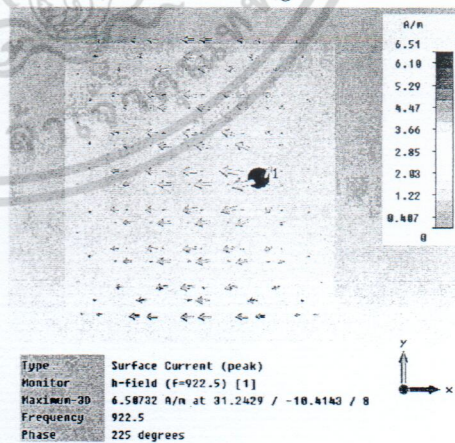 A/m
6.51
6.10
5.29
4.47
3.66
2.85
2.03
1.22
0.407
0
1
y
x
Type Surface Current (peak)
Monitor h-field (f=922.5) [1]
Maximum-3D 6.50732 A/m at 31.2429 / -10.4143 / 8
Frequency 922.5
Phase 225 degrees